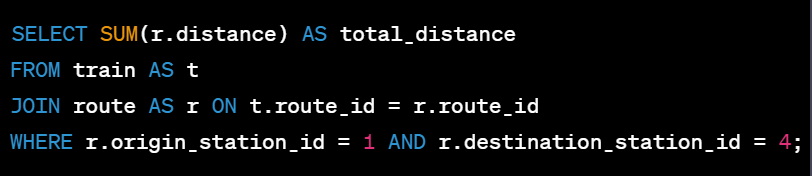 SELECT SUM(r.distance) AS total_distance
FROM train AS t
JOIN route AS r ON t.route_id = r.route_id
WHERE r.origin_station_id = 1 AND r.destination_station_id = 4;